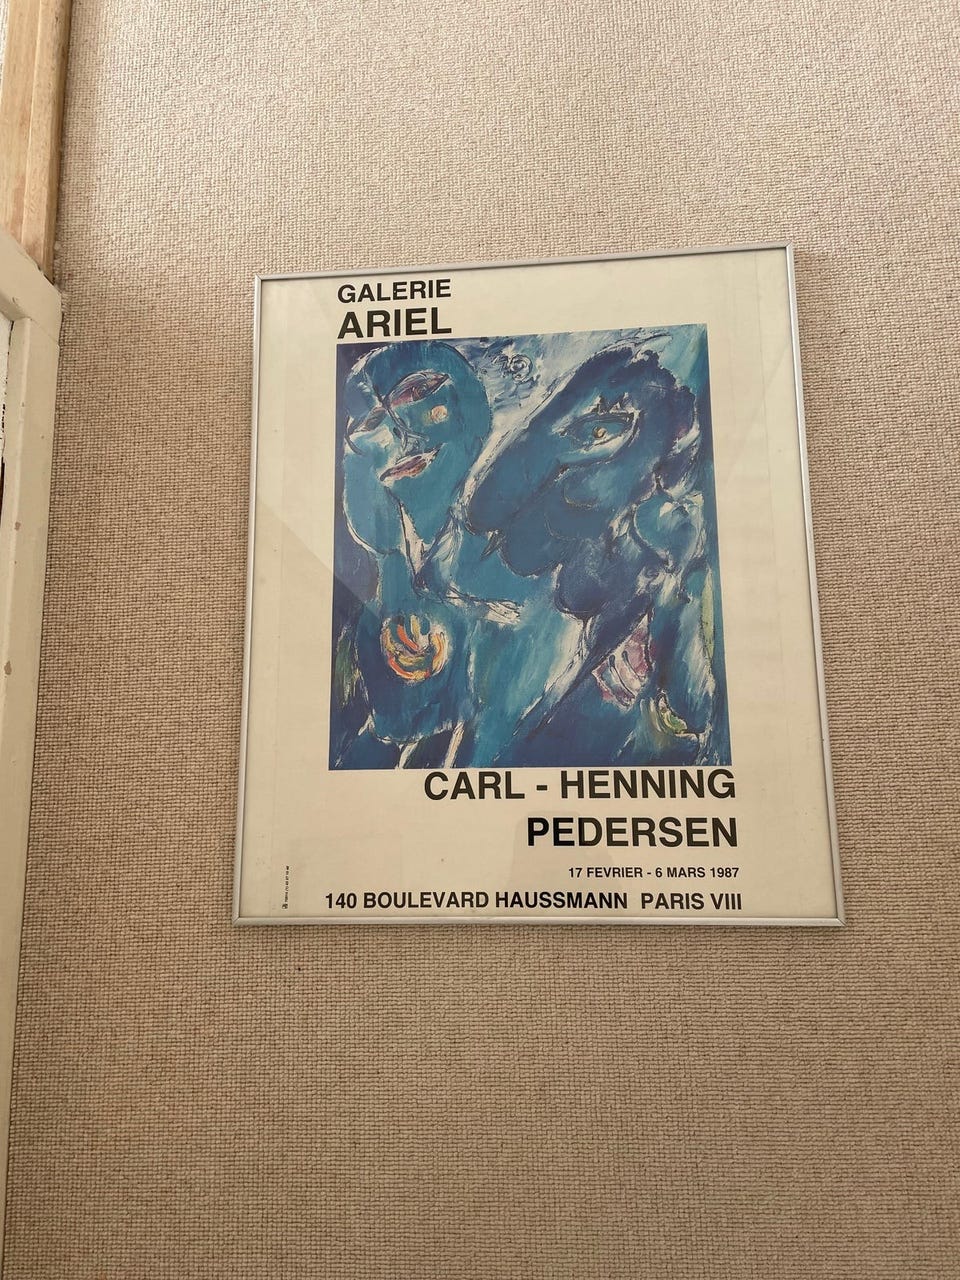 GALERIE
ARIEL
CARL - HENNING
PEDERSEN
17 FEVRIER - 6 MARS 1987
140 BOULEVARD HAUSSMANN PARIS VIII